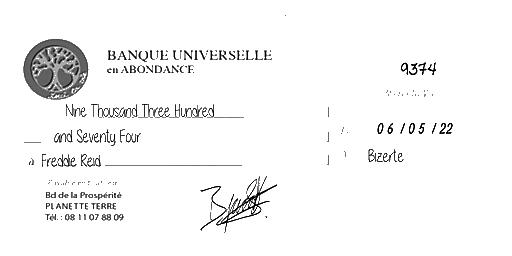 BANQUE UNIVERSELLE
en ABONDANCE
9374
Nine Thousand Three Hundred
and Seventy Four
06/05/22
à Freddie Reid
Bizerte
Bd de la Prospérité
PLANETTE TERRE
Tél. : 08 11 07 88 09